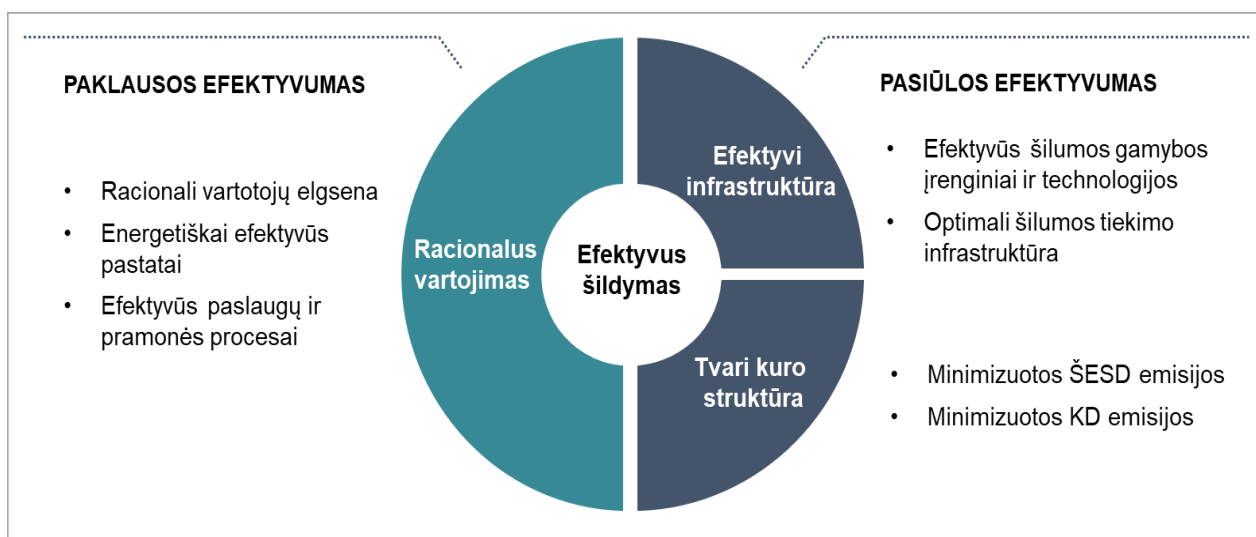 PAKLAUSOS EFEKTYVUMAS
• Racionali vartotojų elgsena
• Energetiškai efektyvūs
pastatai
• Efektyvūs paslaugų ir
pramonės procesai
Racionalus
vartojimas
Efektyvus
šildymas
Efektyvi
infrastruktūra
Tvari kuro
struktūra
PASIŪLOS EFEKTYVUMAS
• Efektyvūs šilumos gamybos
įrenginiai ir technologijos
• Optimali šilumos tiekimo
infrastruktūra
• Minimizuotos ŠESD emisijos
• Minimizuotos KD emisijos